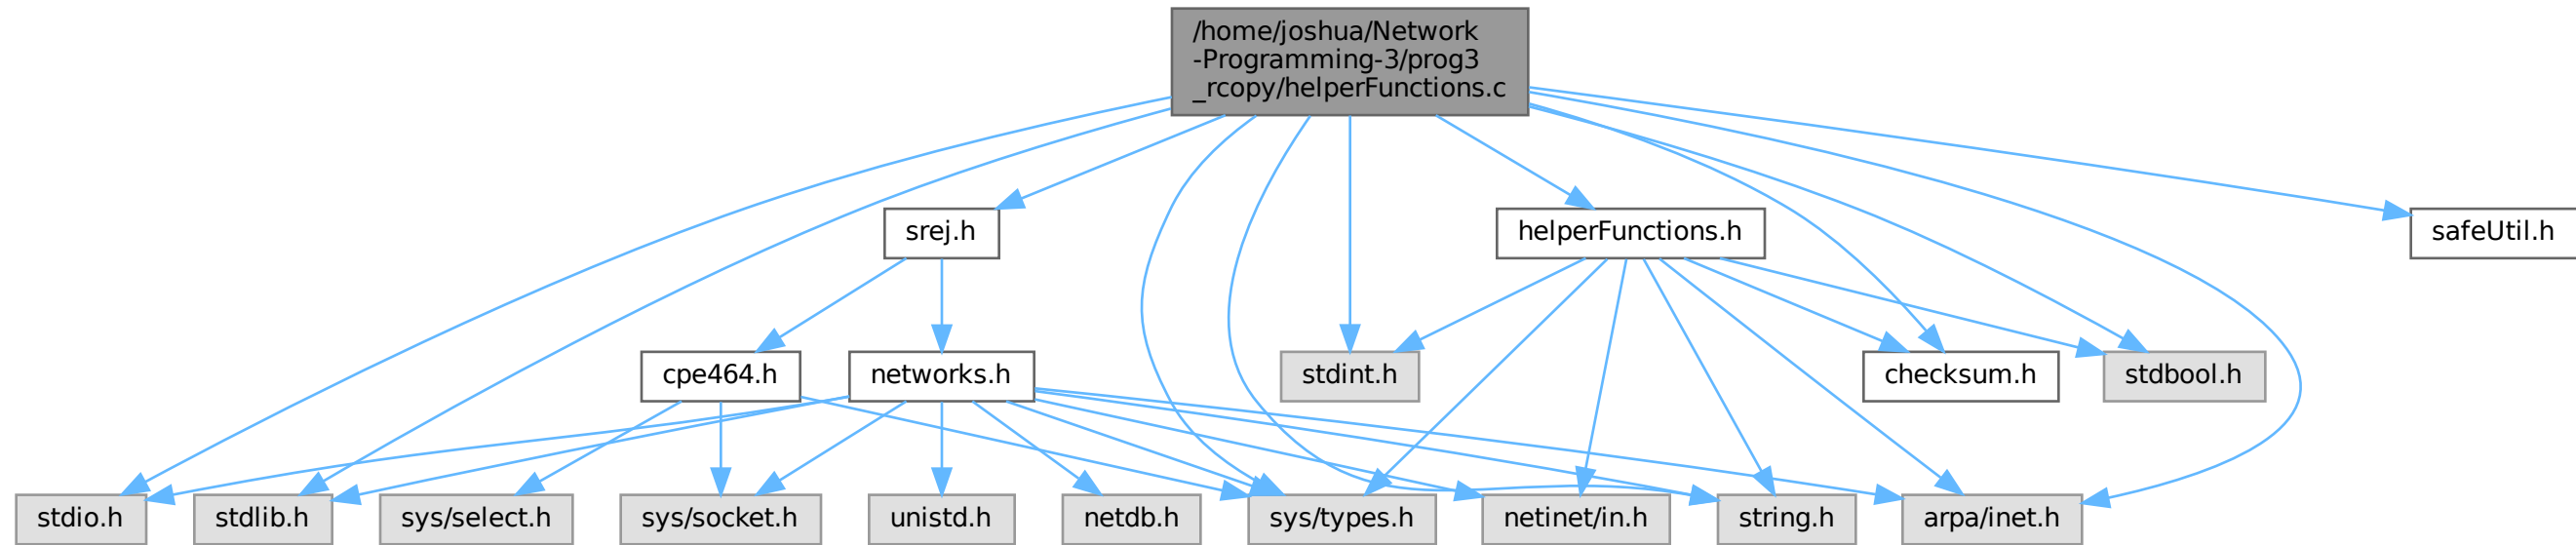 /home/joshua/Network
-Programming-3/prog3
_rcopy/helperFunctions.c
srej.h
helperFunctions.h
safeUtil.h
cpe464.h
networks.h
stdint.h
checksum.h
stdbool.h
stdio.h
stdlib.h
sys/select.h
sys/socket.h
unistd.h
netdb.h
sys/types.h
netinet/in.h
string.h
arpa/inet.h